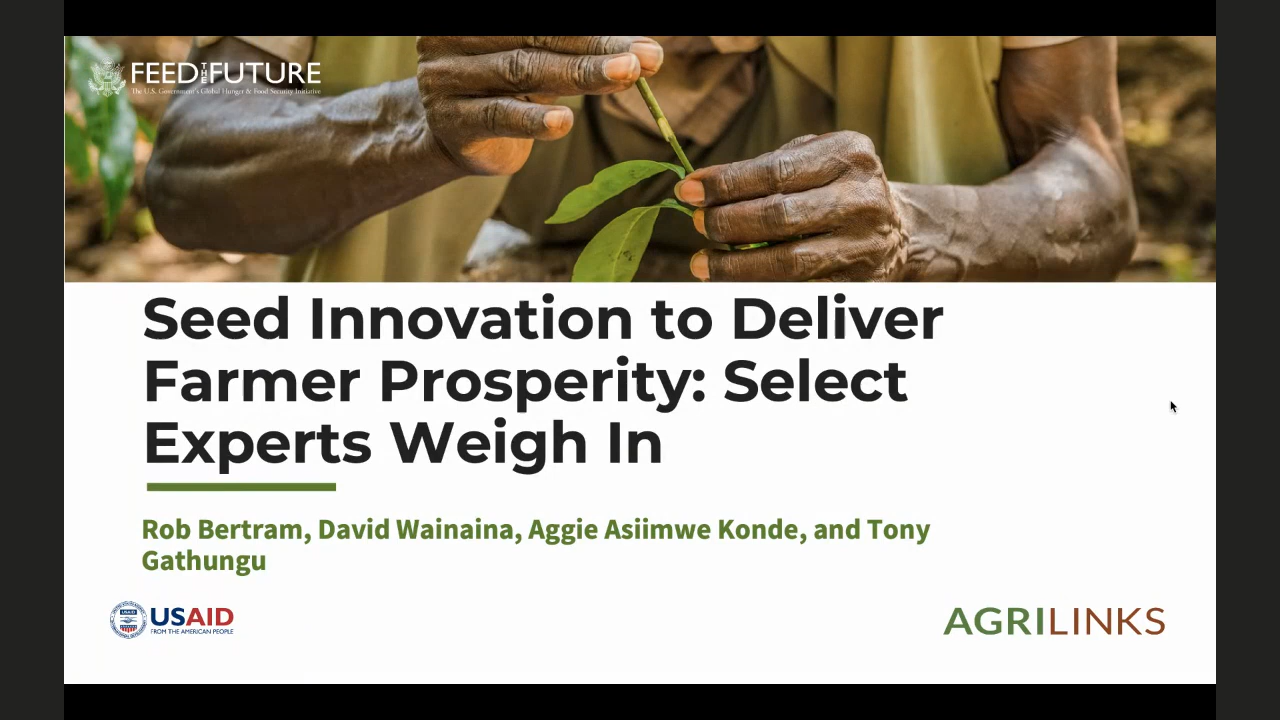 FEED THE FUTURE
The U.S. Government's Global Hunger & Food Security Initiative
Seed Innovation to Deliver
Farmer Prosperity: Select
Experts Weigh In
Rob Bertram, David Wainaina, Aggie Asiimwe Konde, and Tony
Gathungu
USAID
FROM THE AMERICAN PEOPLE
AGRILINKS